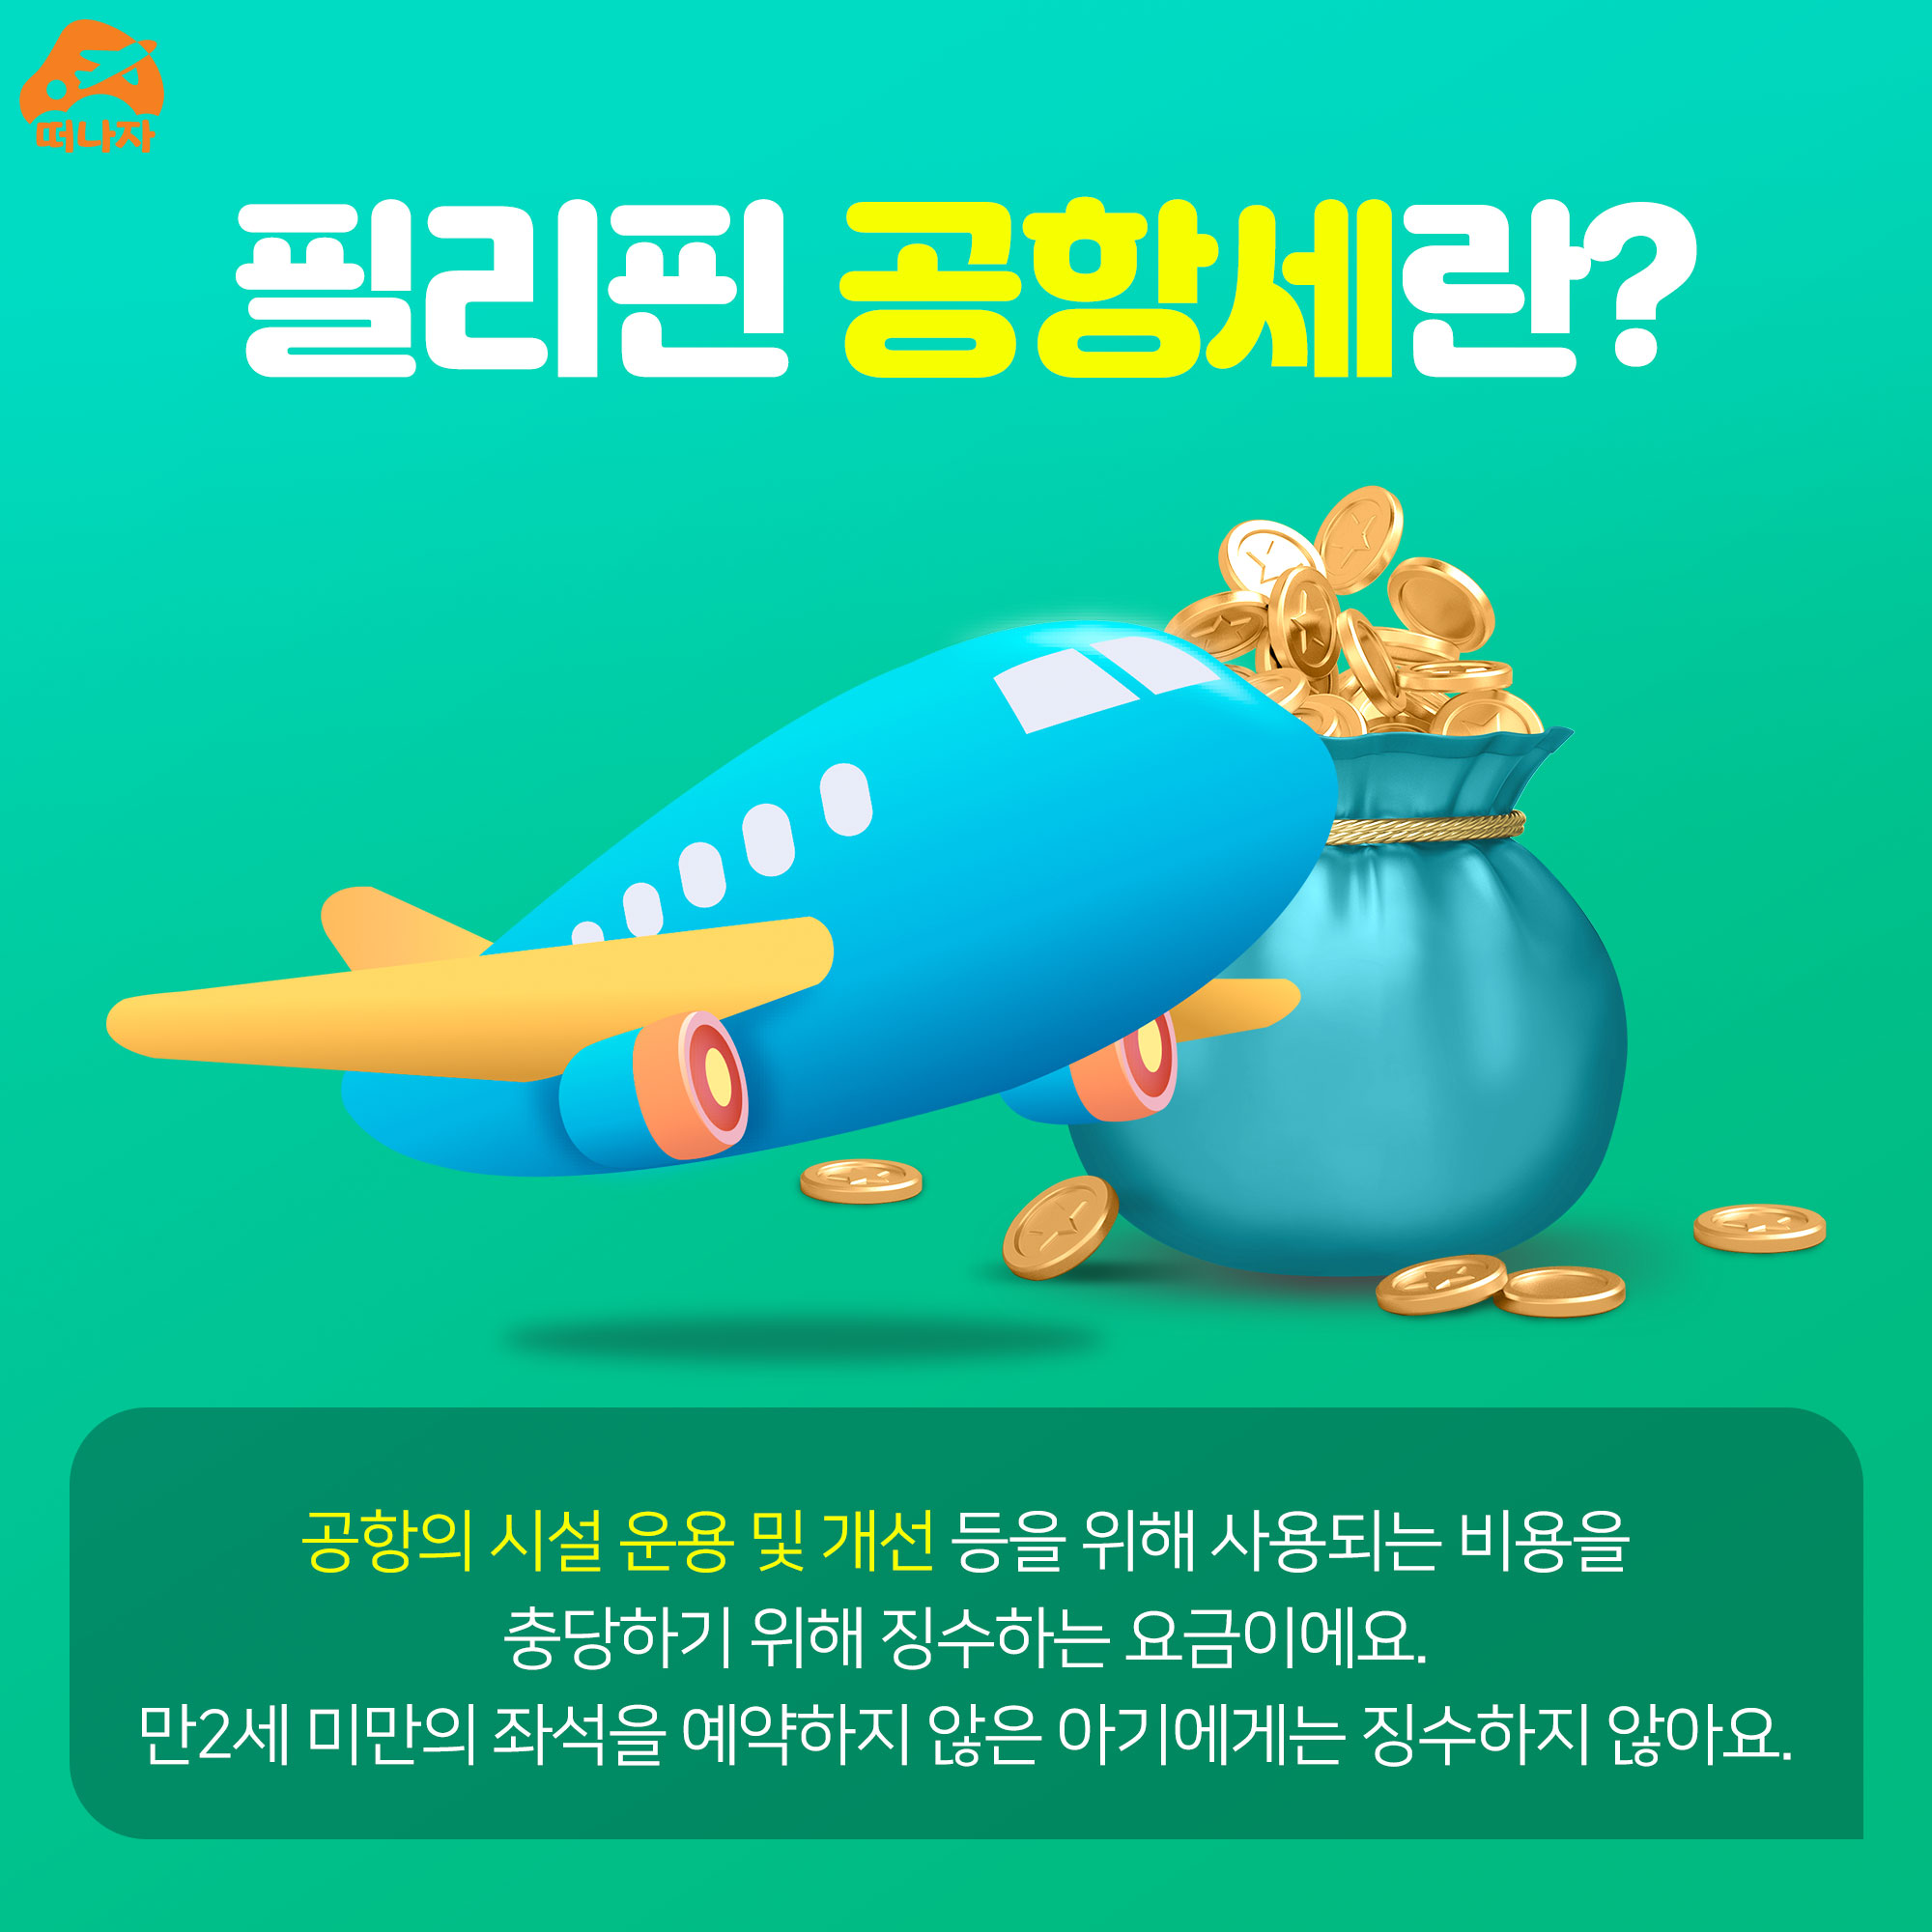 떠나자
필리핀 공항세란?
공항의 시설 운용 및 개선 등을 위해 사용되는 비용을
충당하기 위해 징수하는 요금이에요.
만2세 미만의 좌석을 예약하지 않은 아기에게는 징수하지 않아요.